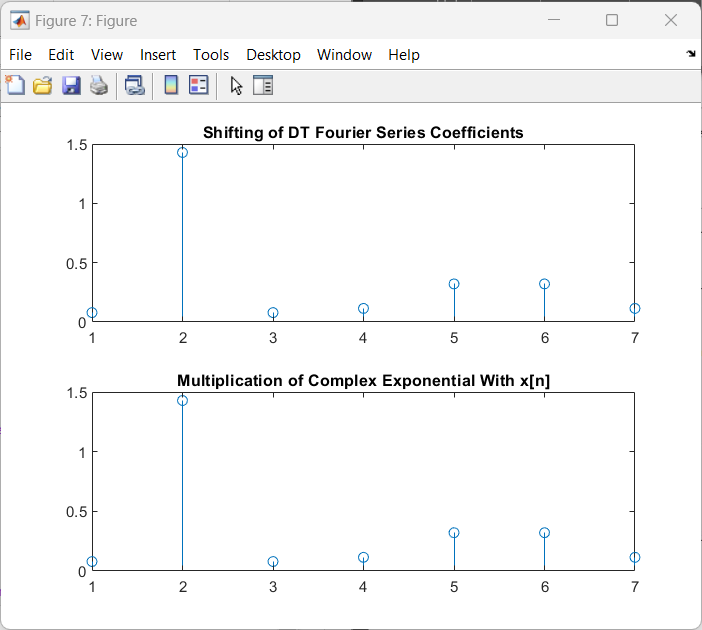 Figure 7: Figure
File Edit View Insert Tools Desktop Window Help
Shifting of DT Fourier Series Coefficients
1.5
1
0.5
0
1 2 3 4 5 6 7
Multiplication of Complex Exponential With x[n]
1.5
1
0.5
0
1 2 3 4 5 6 7